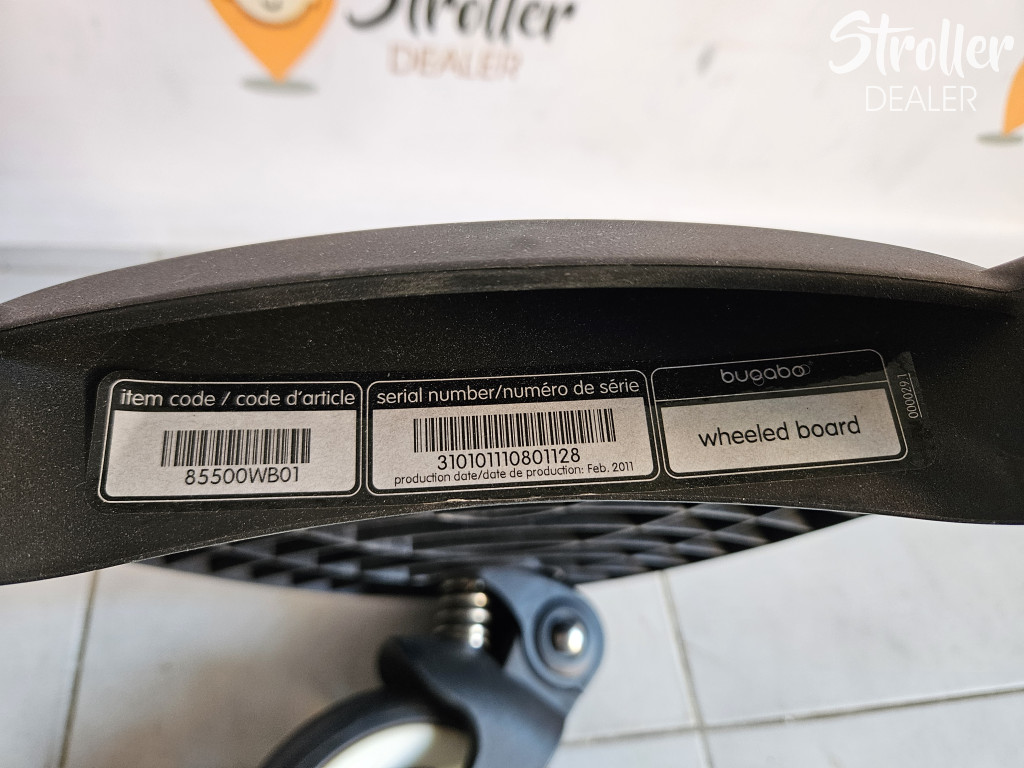 Stroller
DEALER
Stroller
DEALER
item code / code d'article
85500WB01
serial number/numéro de série
310101110801128
production date/date de production: Feb. 2011
bugaboo
wheeled board